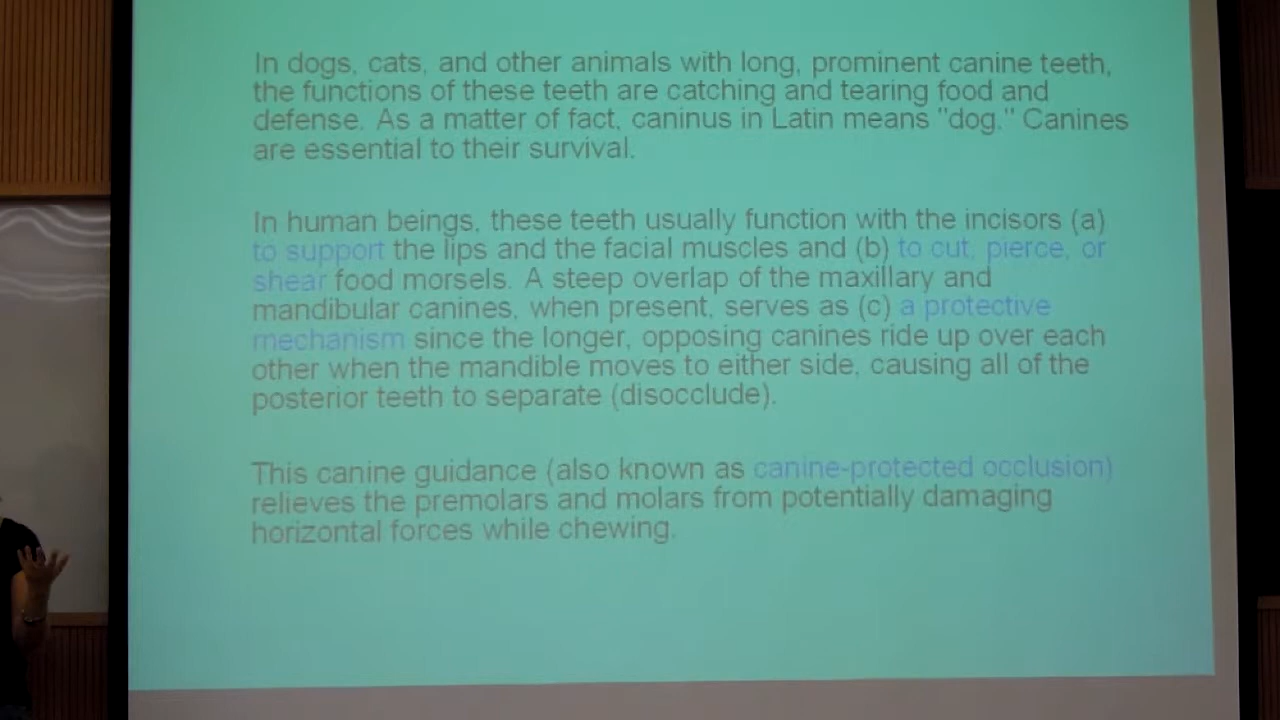 In dogs, cats, and other animals with long, prominent canine teeth,
the functions of these teeth are catching and tearing food and
defense. As a matter of fact, caninus in Latin means "dog." Canines
are essential to their survival.
In human beings, these teeth usually function with the incisors (a)
to support the lips and the facial muscles and (b) to cut, pierce, or
shear food morsels. A steep overlap of the maxillary and
mandibular canines, when present, serves as (c) a protective
mechanism since the longer, opposing canines ride up over each
other when the mandible moves to either side, causing all of the
posterior teeth to separate (disocclude).
This canine guidance (also known as canine-protected occlusion)
relieves the premolars and molars from potentially damaging
horizontal forces while chewing.